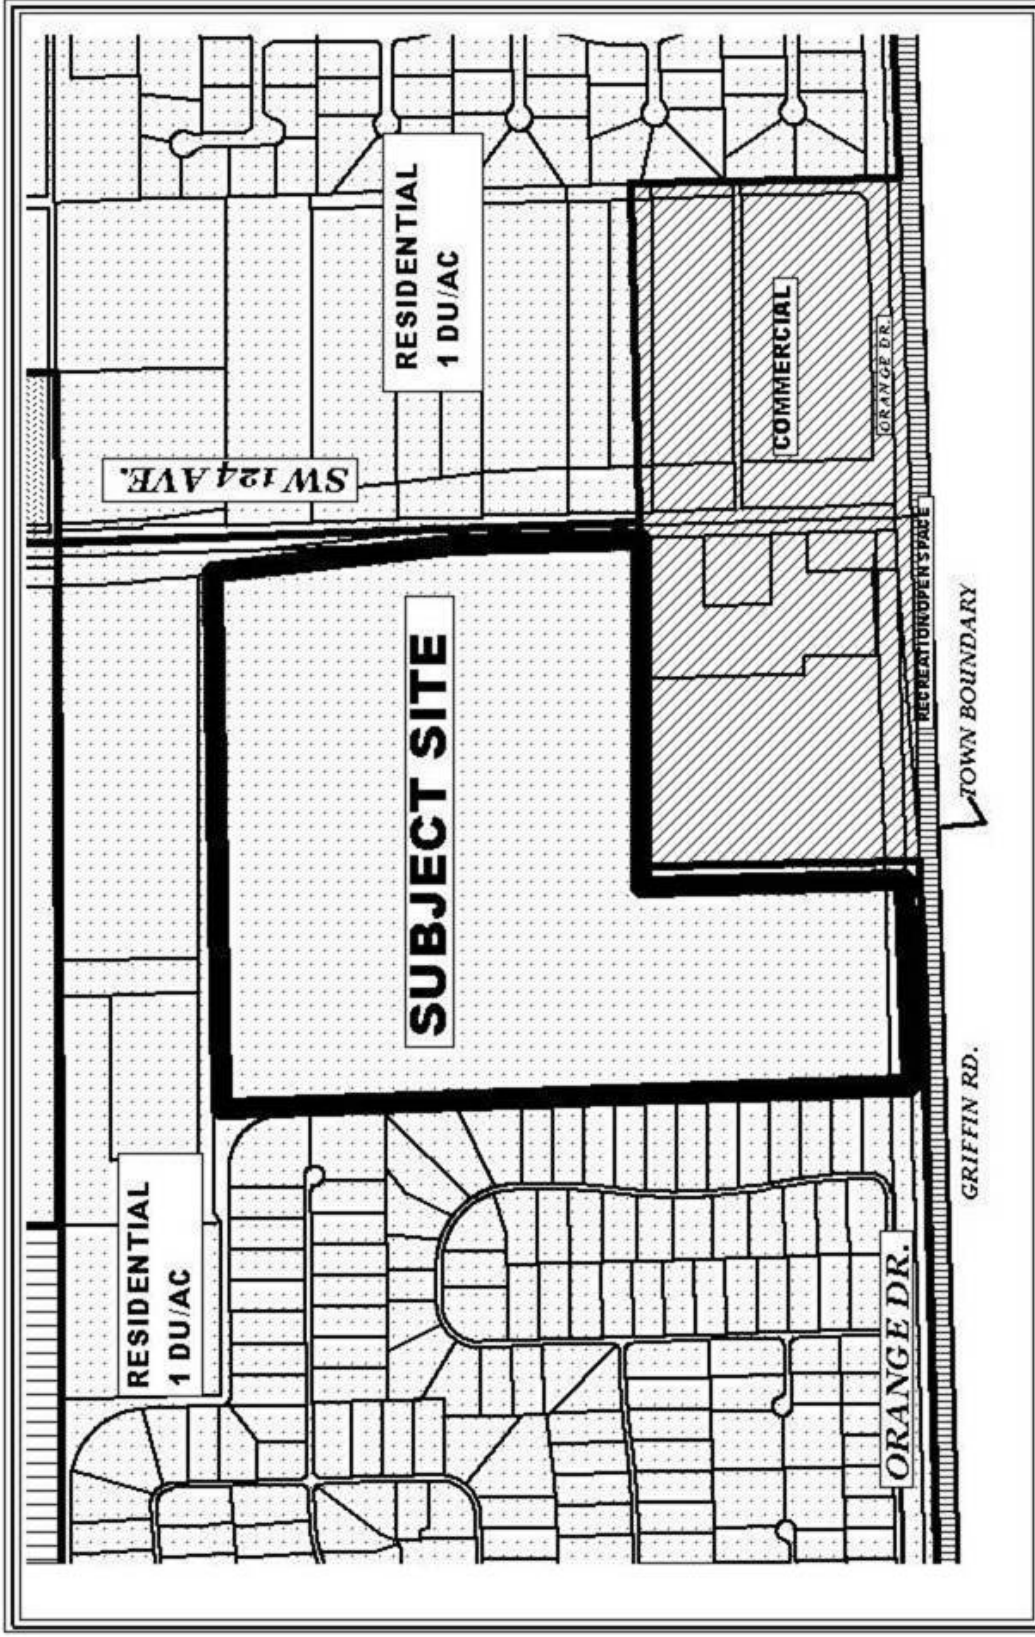 RESIDENTIAL
1 DU/AC
RESIDENTIAL
1 DU/AC
SW 124 AVE.
SUBJECT SITE
COMMERCIAL
ORANGE DR.
RECREATION/OPEN SPACE
TOWN BOUNDARY
ORANGE DR.
GRIFFIN RD.